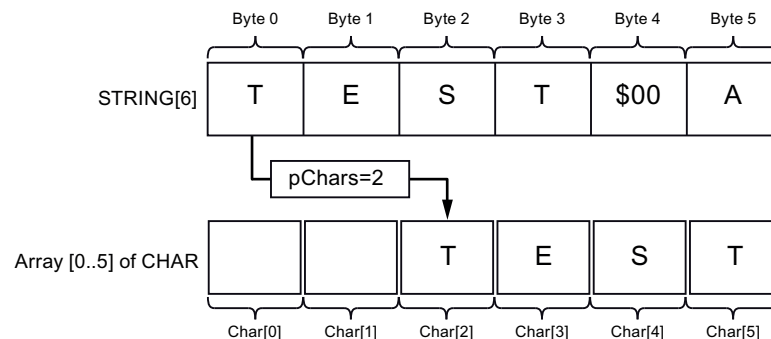 Byte 0 Byte 1 Byte 2 Byte 3 Byte 4 Byte 5
STRING[6] T E S T $00 A
pChars=2
Array [0..5] of CHAR T E S T
Char[0] Char[1] Char[2] Char[3] Char[4] Char[5]